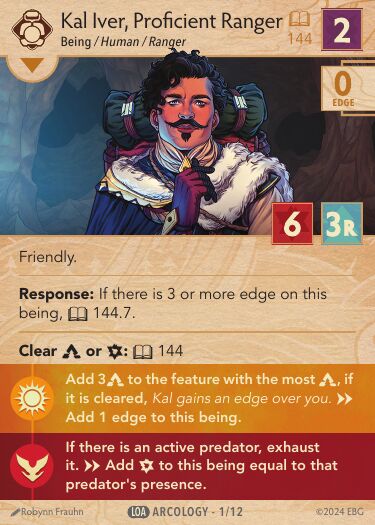 Kal Iver, Proficient Ranger
144
2
Being / Human / Ranger
0
EDGE
6
3R
Friendly.
Response: If there is 3 or more edge on this
being, 144.7.
Clear or : 144
Add 3 to the feature with the most , if
it is cleared, Kal gains an edge over you.
Add 1 edge to this being.
If there is an active predator, exhaust
it. Add to this being equal to that
predator's presence.
Robynn Frauhn
LOA ARCOLOGY - 1/12
©2024 EBG